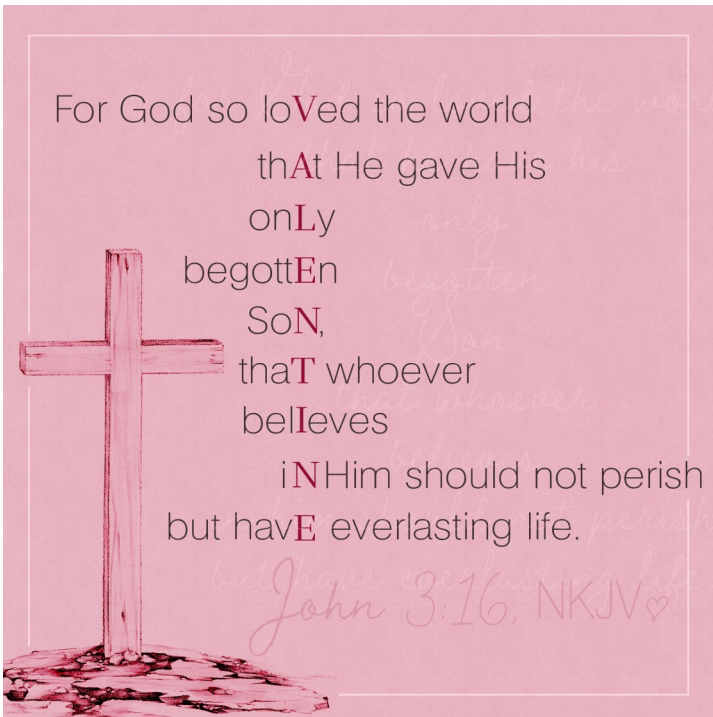 For God so loVed the world
thAt He gave His
onLy
begottEn
SoN,
thaT whoever
belIeves
iN Him should not perish
but havE everlasting life.
John 3:16, NKJV♡